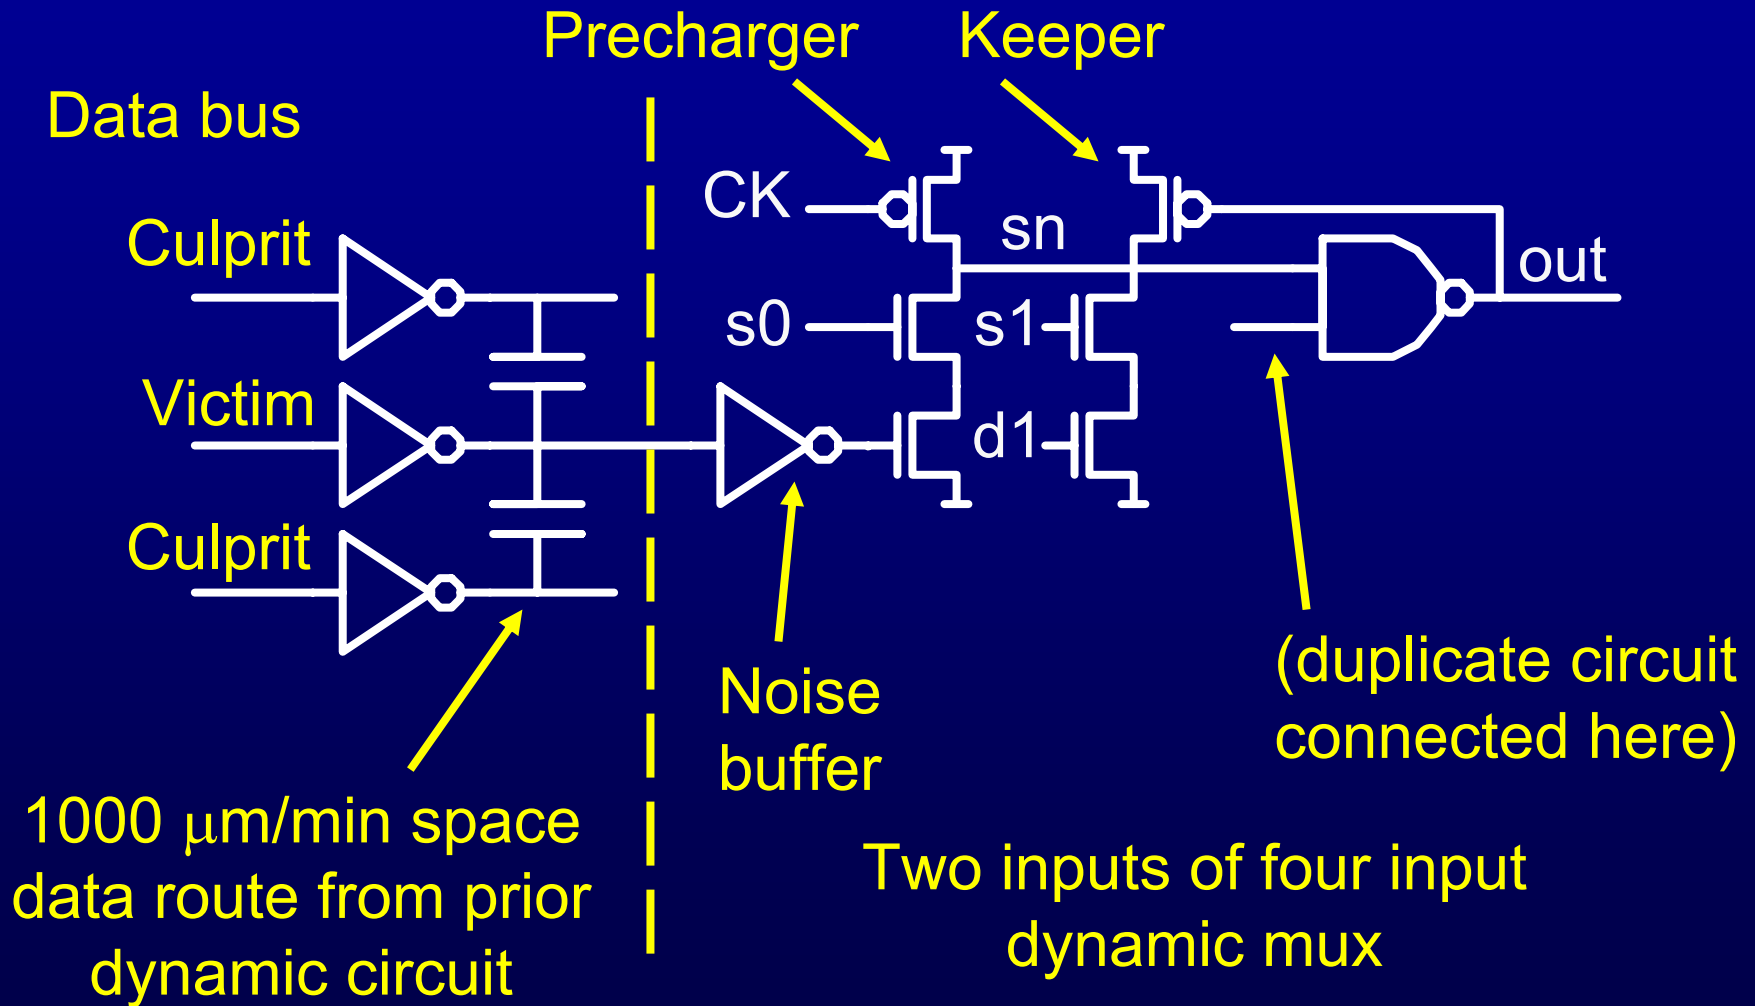 Precharger
Keeper
Data bus
CK
sn
Culprit
out
s0
s1
Victim
d1
Culprit
Noise
buffer
(duplicate circuit
connected here)
1000 μm/min space
data route from prior
dynamic circuit
Two inputs of four input
dynamic mux